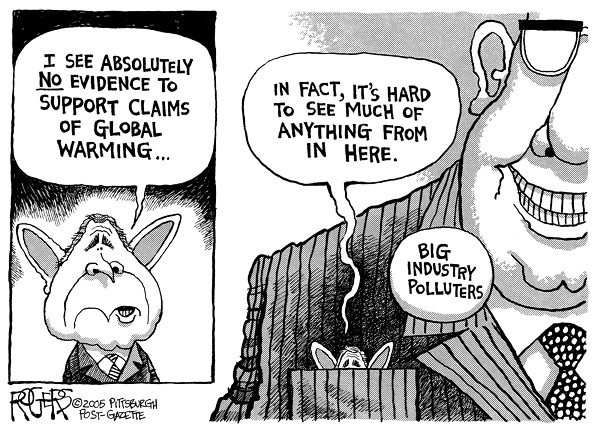 I SEE ABSOLUTELY
NO EVIDENCE TO
SUPPORT CLAIMS
OF GLOBAL
WARMING...
IN FACT, IT'S HARD
TO SEE MUCH OF
ANYTHING FROM
IN HERE.
BIG
INDUSTRY
POLLUTERS
ROGERS ©2005 PITTSBURGH
POST-GAZETTE